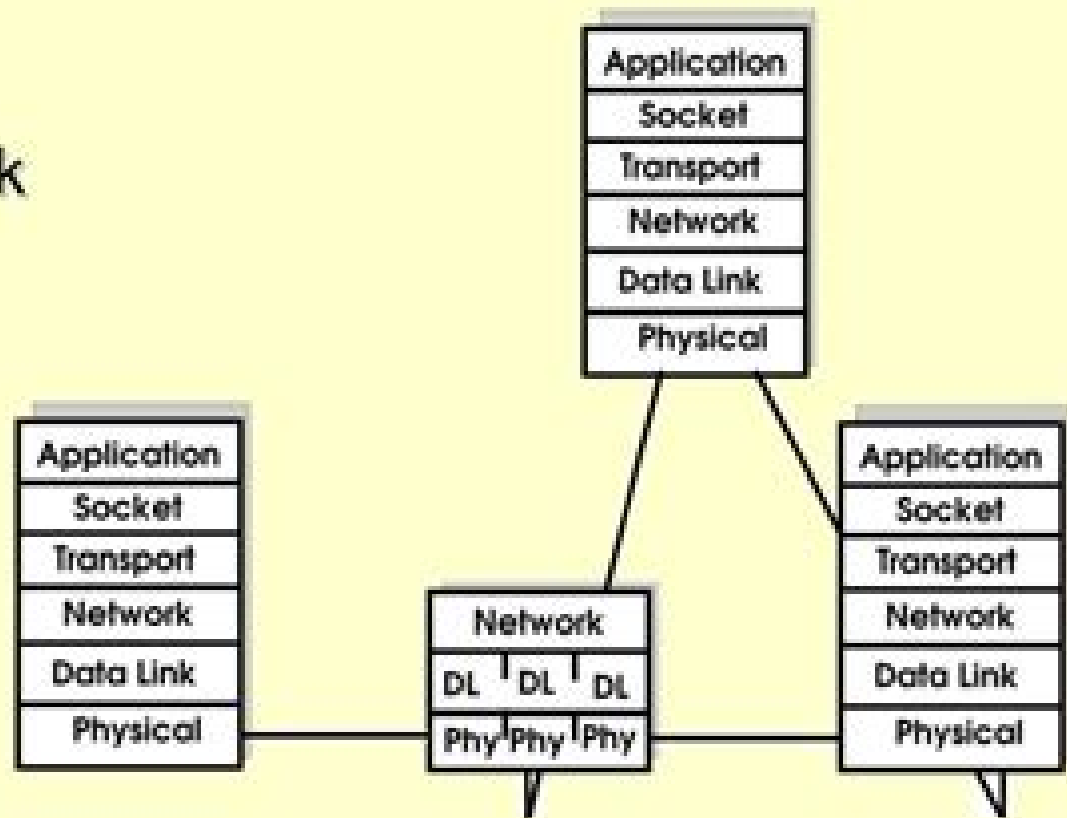 k
Application
Socket
Transport
Network
Data Link
Physical
Application
Socket
Transport
Network
Data Link
Physical
Network
DL DL DL
Phy Phy Phy
Application
Socket
Transport
Network
Data Link
Physical